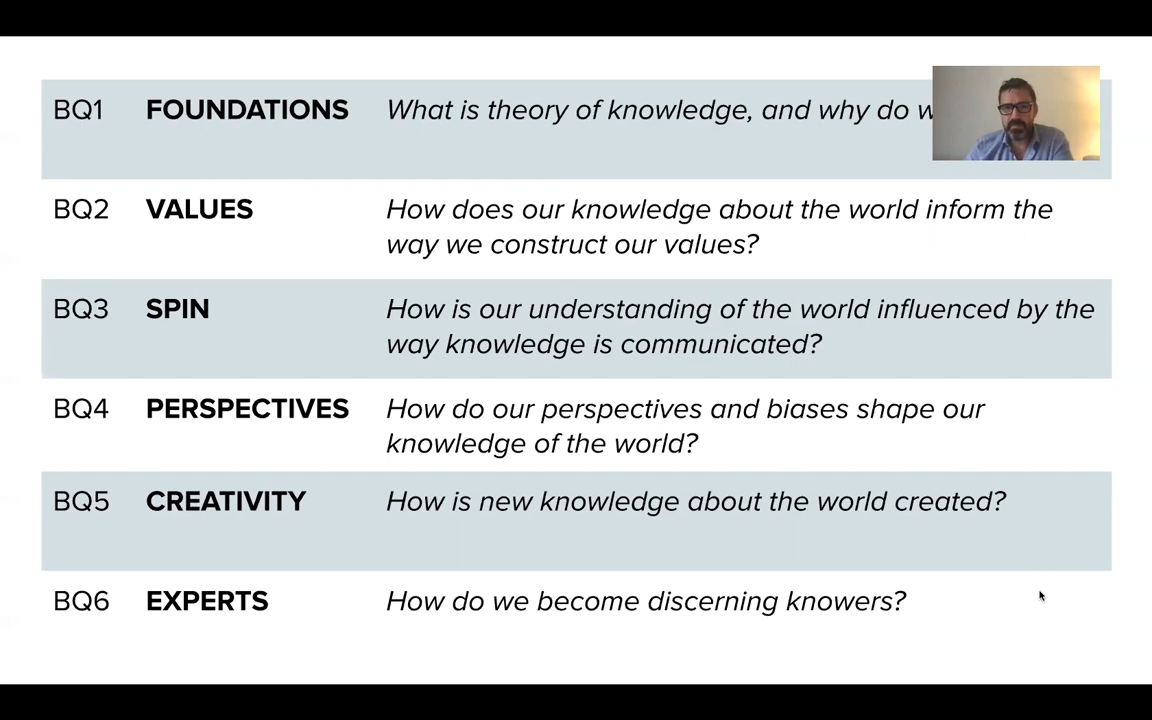 BQ1 FOUNDATIONS What is theory of knowledge, and why do
BQ2 VALUES How does our knowledge about the world inform the
way we construct our values?
BQ3 SPIN How is our understanding of the world influenced by the
way knowledge is communicated?
BQ4 PERSPECTIVES How do our perspectives and biases shape our
knowledge of the world?
BQ5 CREATIVITY How is new knowledge about the world created?
BQ6 EXPERTS How do we become discerning knowers?